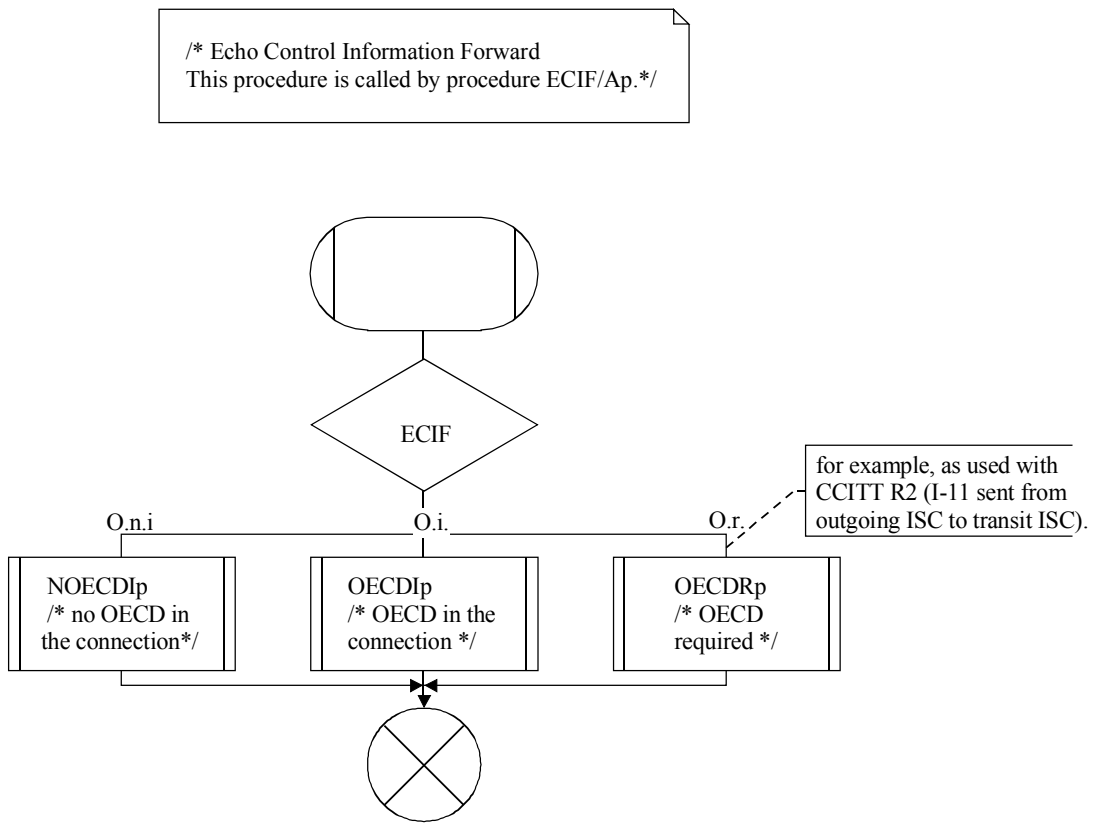 /* Echo Control Information Forward
This procedure is called by procedure ECIF/Ap.*/
ECIF
for example, as used with
CCITT R2 (I-11 sent from
outgoing ISC to transit ISC).
O.n.i
O.i.
O.r.
NOECDIp
/* no OECD in
the connection*/
OECDIp
/* OECD in the
connection */
OECDRp
/* OECD
required */